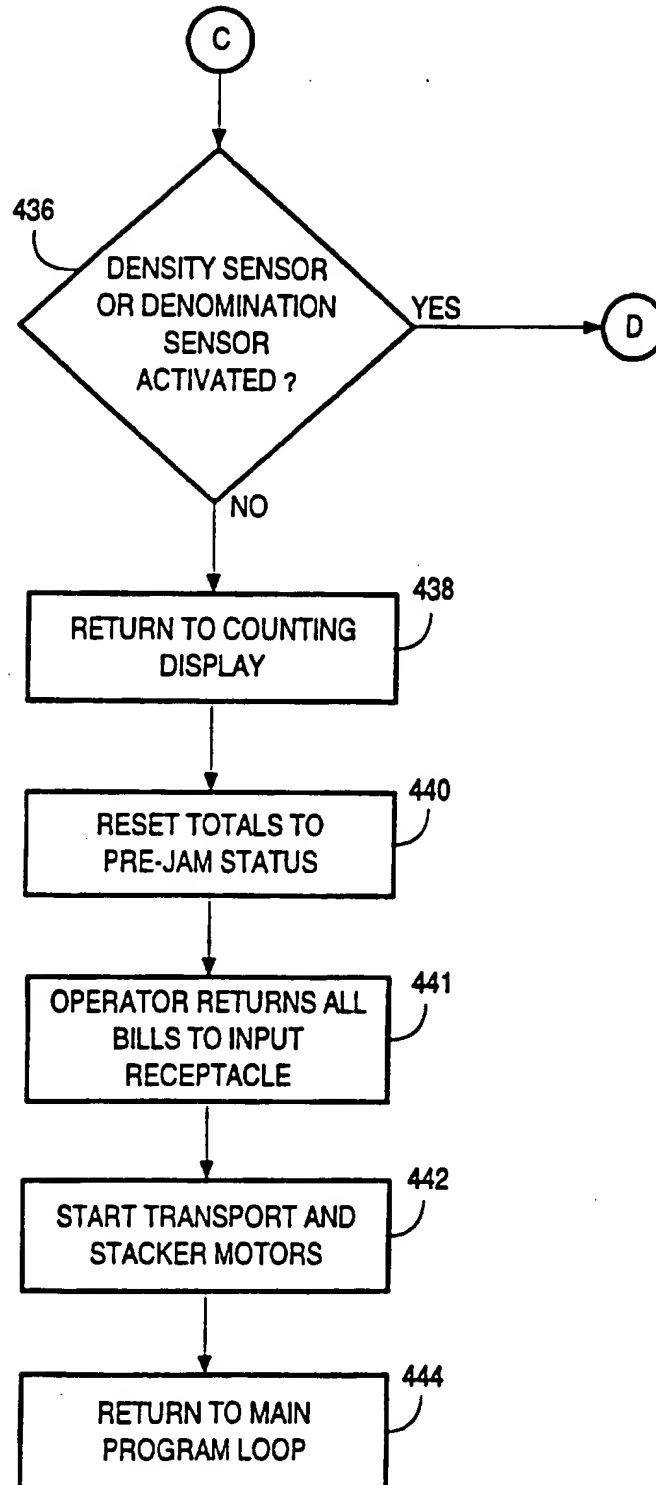 C
436
DENSITY SENSOR
OR DENOMINATION
SENSOR
ACTIVATED ?
YES
D
NO
438
RETURN TO COUNTING
DISPLAY
440
RESET TOTALS TO
PRE-JAM STATUS
441
OPERATOR RETURNS ALL
BILLS TO INPUT
RECEPTACLE
442
START TRANSPORT AND
STACKER MOTORS
444
RETURN TO MAIN
PROGRAM LOOP